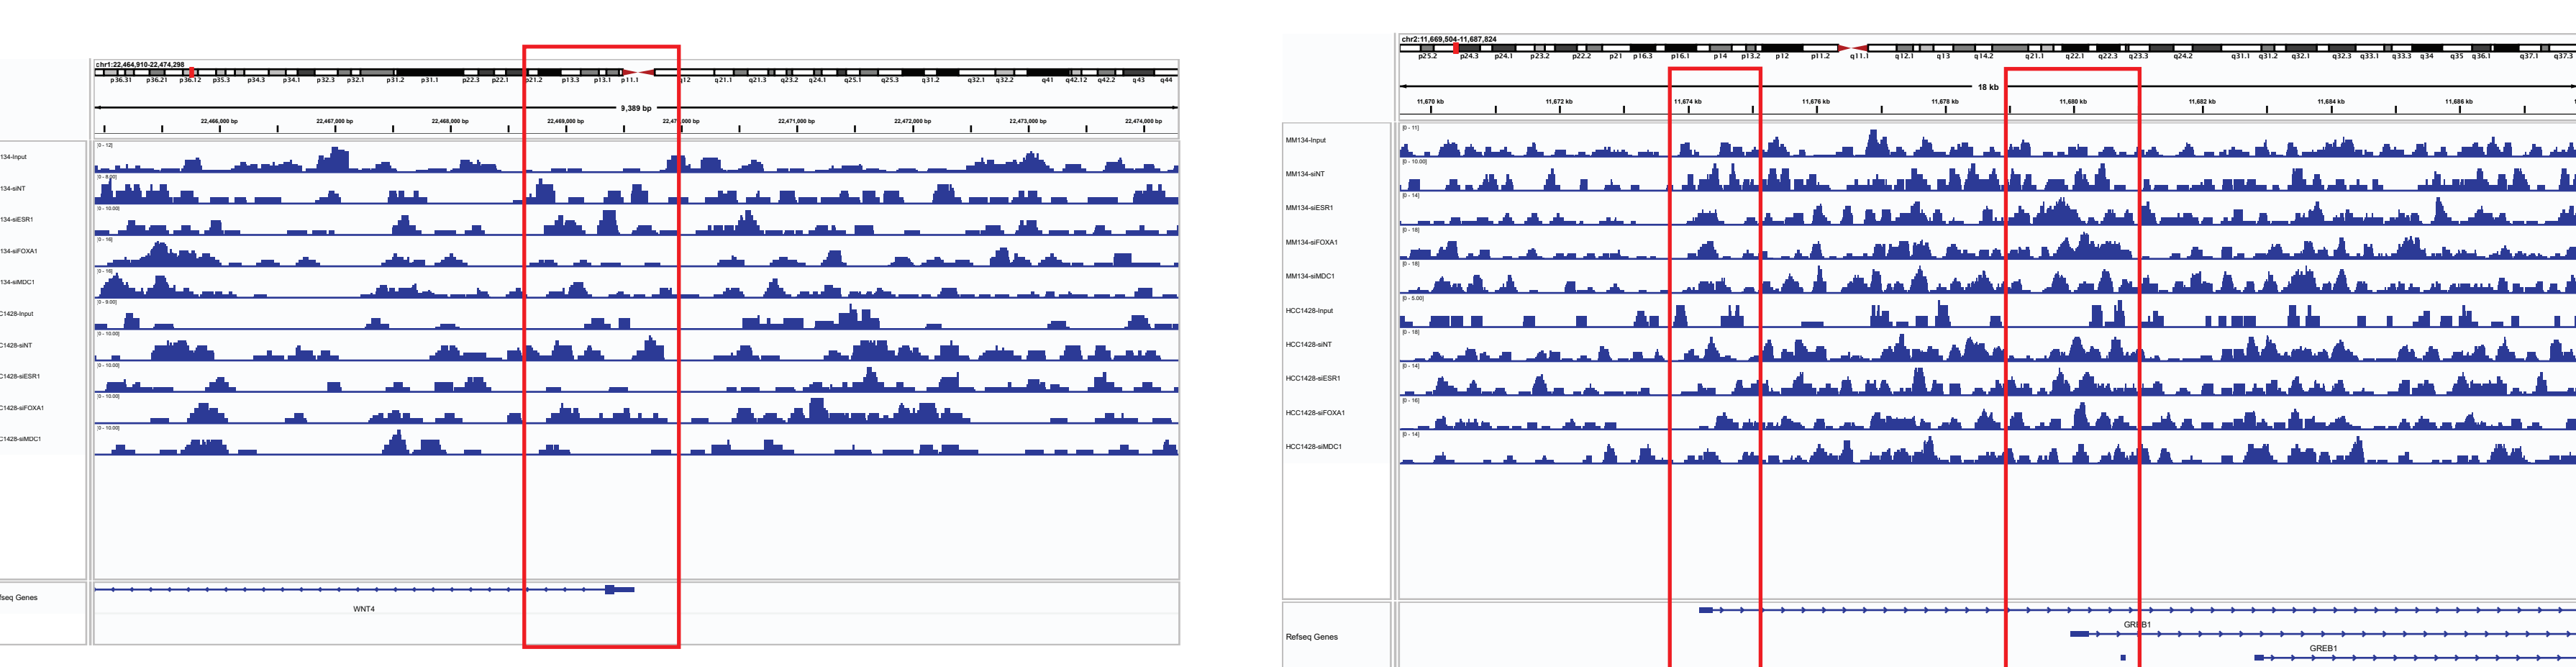 chr1:22,464,910-22,474,298
p36.31 p36.21 p36.12 p35.3 p34.3 p34.1 p32.3 p32.1 p31.2 p31.1 p22.3 p22.1 p21.2 p13.3 p13.1 p11.1 q12 q21.1 q21.3 q23.2 q24.1 q25.1 q25.3 q31.2 q32.1 q32.2 q41 q42.12 q42.2 q43 q44
9,389 bp
22,466,000 bp 22,467,000 bp 22,468,000 bp 22,469,000 bp 22,470,000 bp 22,471,000 bp 22,472,000 bp 22,473,000 bp 22,474,000 bp
134-Input [0 - 12]
134-siNT [0 - 8.00]
134-siESR1 [0 - 10.00]
134-siFOXA1 [0 - 16]
134-siMDC1 [0 - 16]
C1428-Input [0 - 9.00]
C1428-siNT [0 - 10.00]
C1428-siESR1 [0 - 10.00]
C1428-siFOXA1 [0 - 10.00]
C1428-siMDC1 [0 - 10.00]
fseq Genes
WNT4
chr2:11,669,504-11,687,824
p25.2 p24.3 p24.1 p23.2 p22.2 p21 p16.3 p16.1 p14 p13.2 p12 p11.2 q11.1 q12.1 q13 q14.2 q21.1 q22.1 q22.3 q23.3 q24.2 q31.1 q31.2 q32.1 q32.3 q33.1 q33.3 q34 q35 q36.1 q37.1 q37.3
18 kb
11,670 kb 11,672 kb 11,674 kb 11,676 kb 11,678 kb 11,680 kb 11,682 kb 11,684 kb 11,686 kb
MM134-Input [0 - 11]
MM134-siNT [0 - 10.00]
MM134-siESR1 [0 - 14]
MM134-siFOXA1 [0 - 18]
MM134-siMDC1 [0 - 18]
HCC1428-Input [0 - 5.00]
HCC1428-siNT [0 - 18]
HCC1428-siESR1 [0 - 14]
HCC1428-siFOXA1 [0 - 16]
HCC1428-siMDC1 [0 - 14]
Refseq Genes
GREB1
GREB1